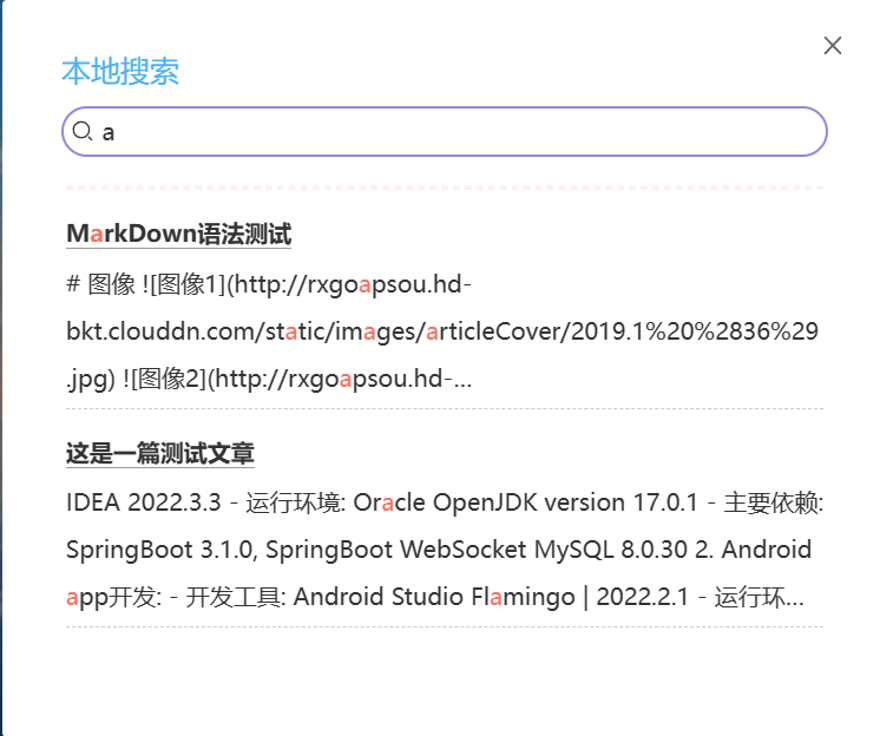 本地搜索
a
MarkDown语法测试
# 图像 ![图像1](http://rxgoapsou.hd-
bkt.clouddn.com/static/images/articleCover/2019.1%20%2836%29
.jpg) ![图像2](http://rxgoapsou.hd-...
这是一篇测试文章
IDEA 2022.3.3 - 运行环境: Oracle OpenJDK version 17.0.1 - 主要依赖:
SpringBoot 3.1.0, SpringBoot WebSocket MySQL 8.0.30 2. Android
app开发: - 开发工具: Android Studio Flamingo | 2022.2.1 - 运行环...